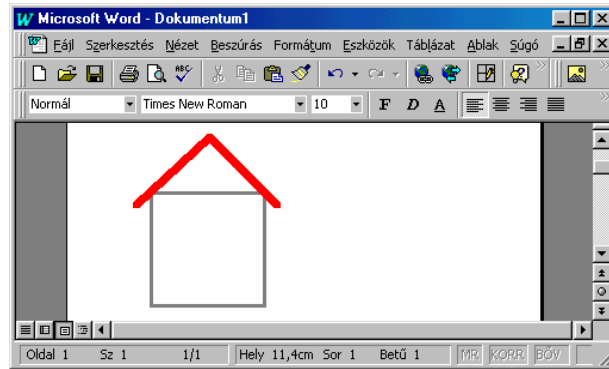 Microsoft Word - Dokumentum1
Fájl Szerkesztés Nézet Beszúrás Formátum Eszközök Táblázat Ablak Súgó
Normál Times New Roman 10 F D A
Oldal 1 Sz 1 1/1 Hely 11,4cm Sor 1 Betű 1 MR KORR BŐV